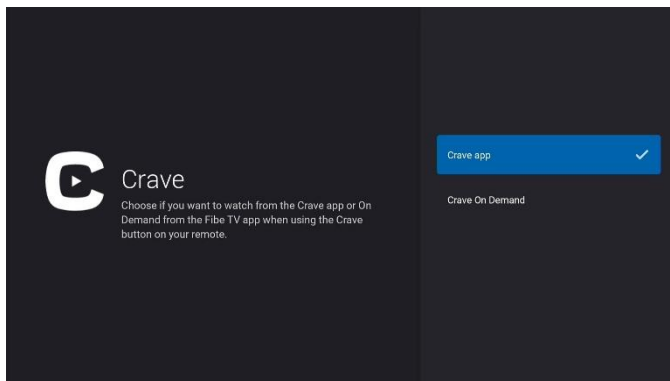 Crave
Choose if you want to watch from the Crave app or On
Demand from the Fibe TV app when using the Crave
button on your remote.
Crave app
Crave On Demand